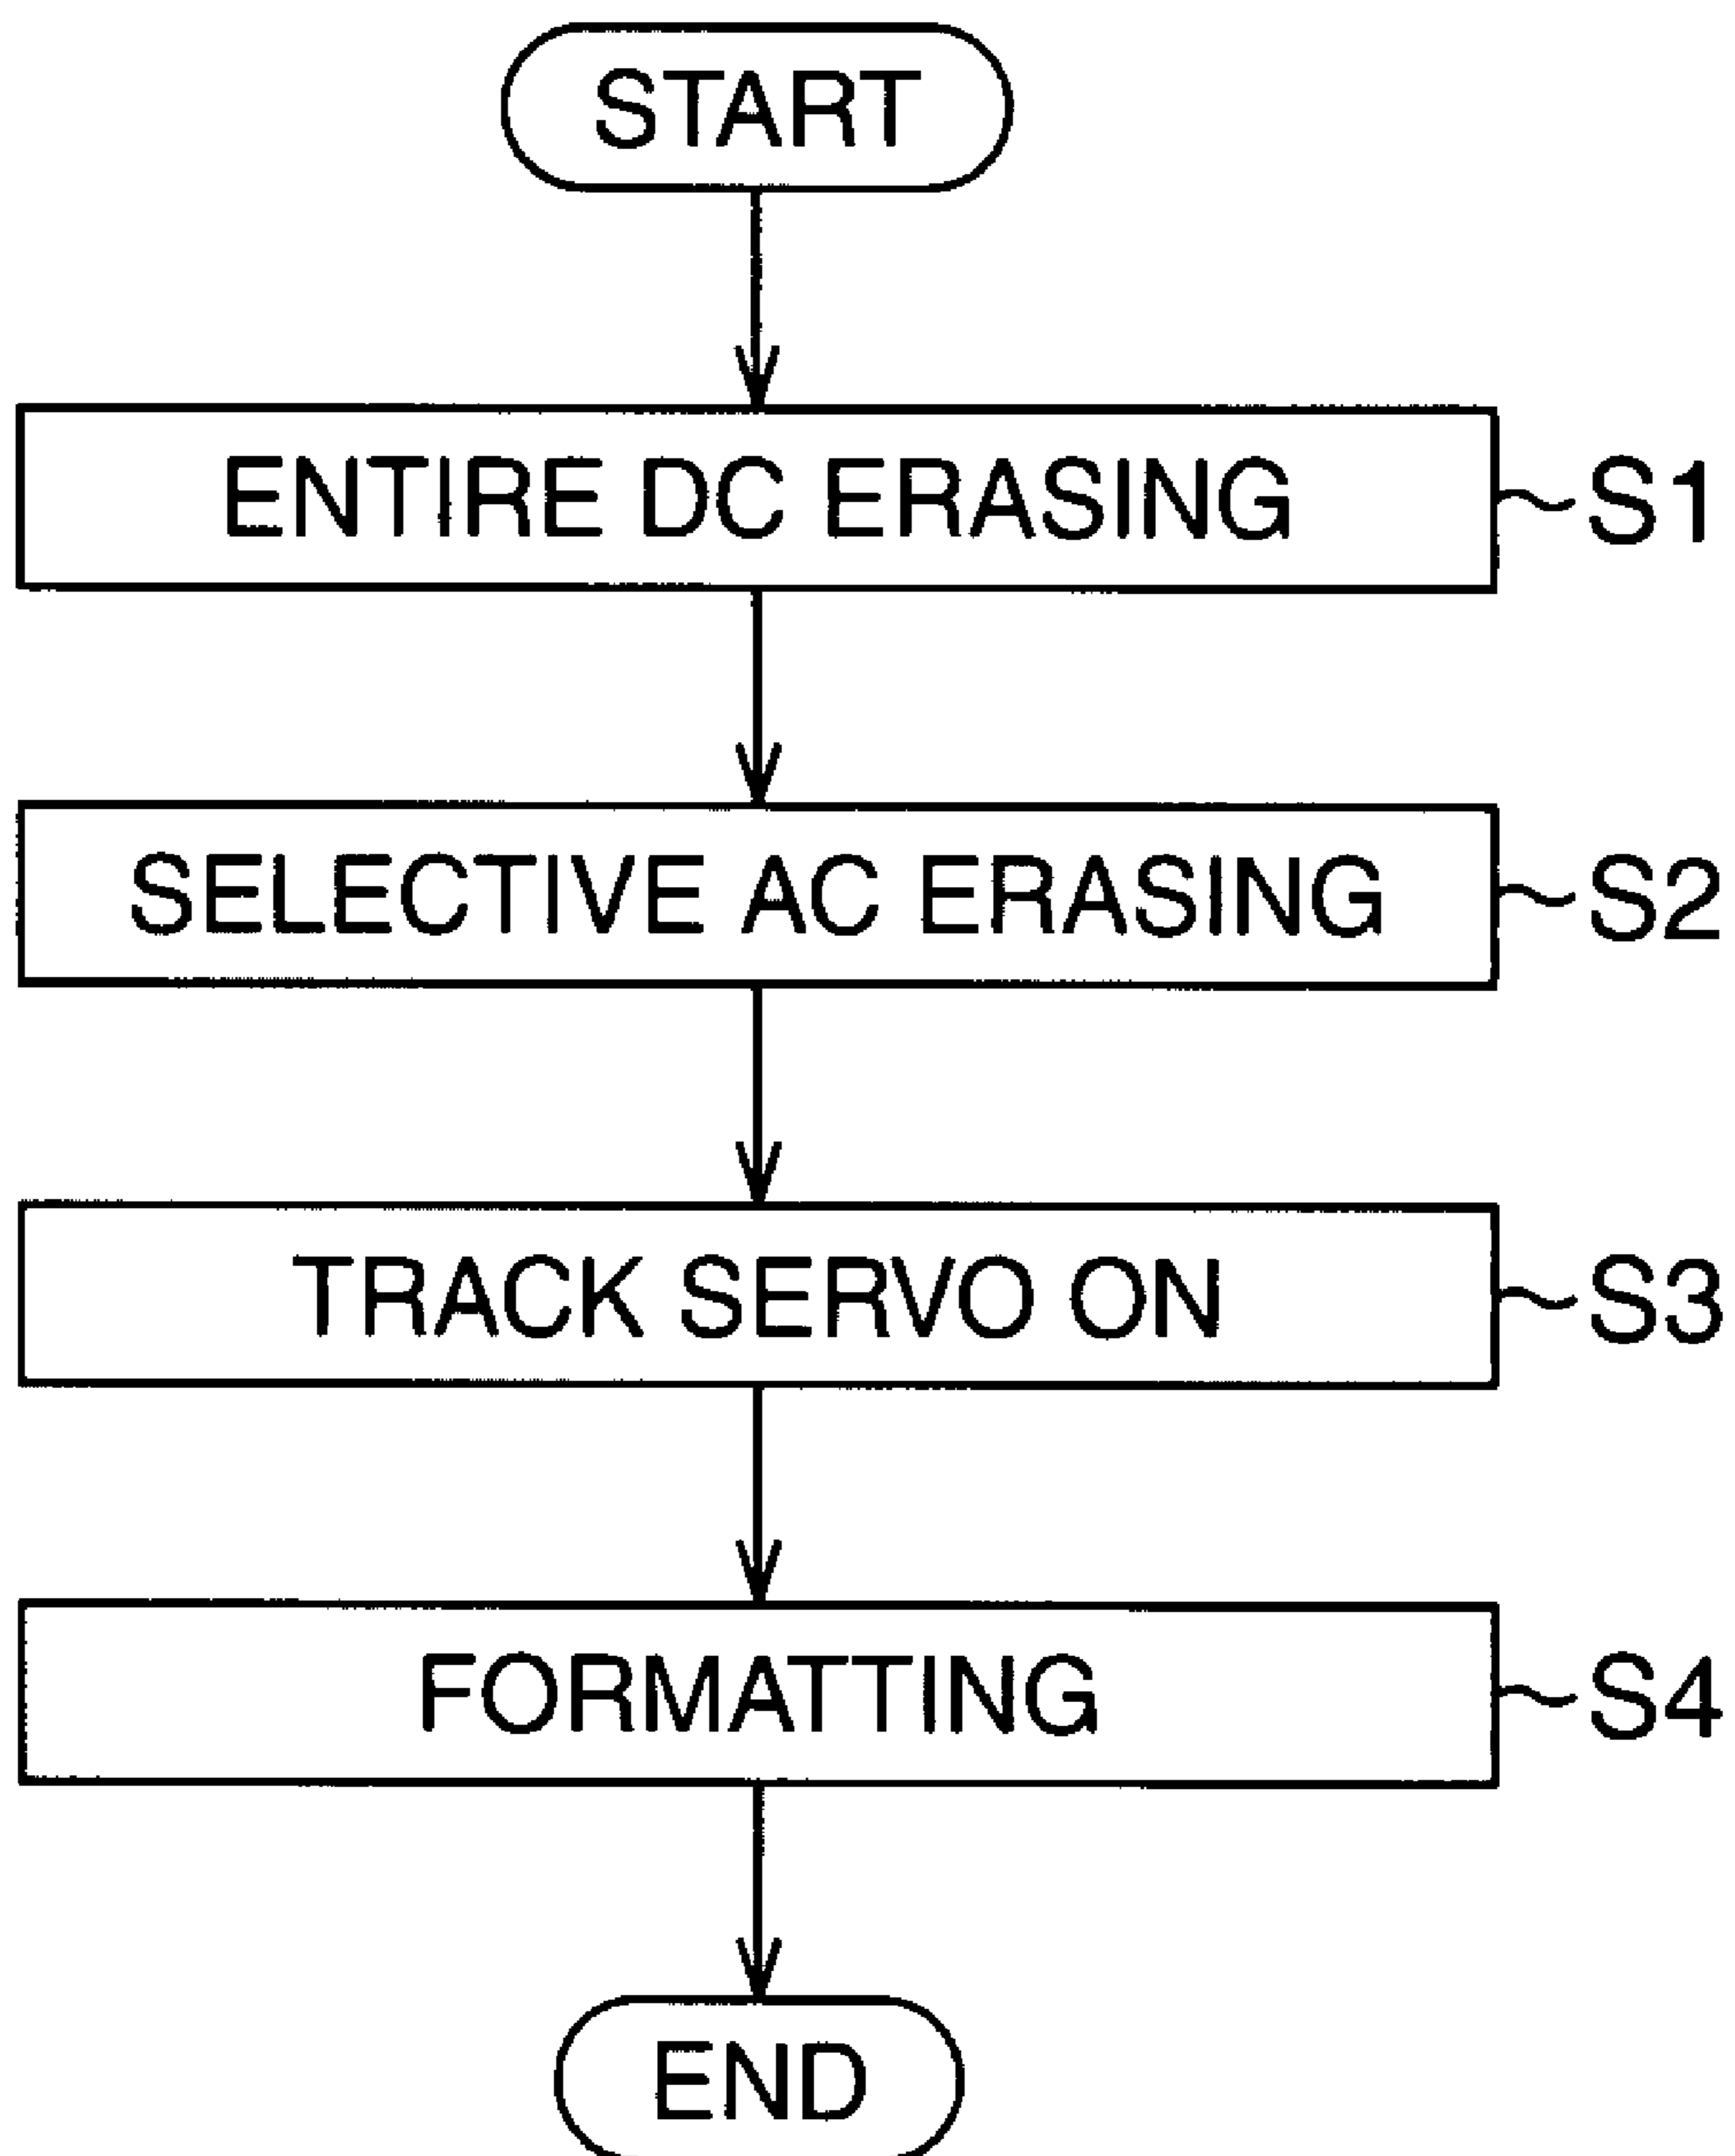 START
ENTIRE DC ERASING
S1
SELECTIVE AC ERASING
S2
TRACK SERVO ON
S3
FORMATTING
S4
END